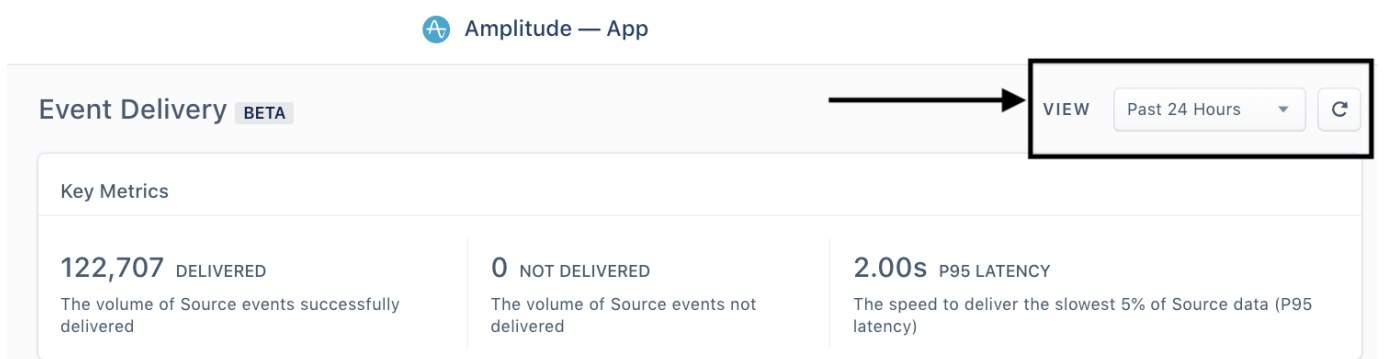 Amplitude — App
Event Delivery BETA
VIEW Past 24 Hours
Key Metrics
122,707 DELIVERED
The volume of Source events successfully
delivered
0 NOT DELIVERED
The volume of Source events not
delivered
2.00s P95 LATENCY
The speed to deliver the slowest 5% of Source data (P95
latency)